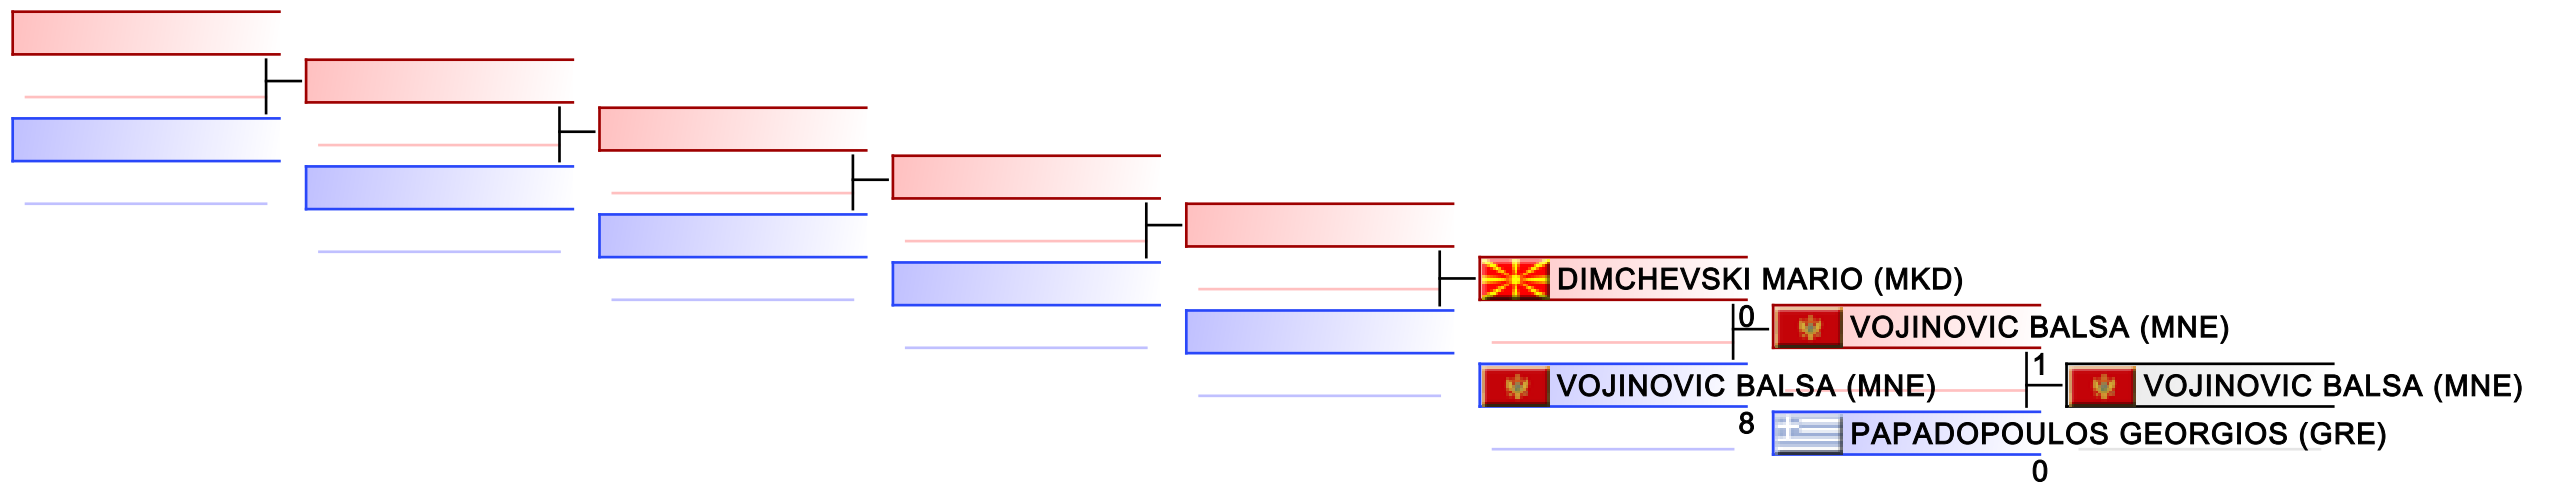 DIMCHEVSKI MARIO (MKD)
0
VOJINOVIC BALSA (MNE)
8
VOJINOVIC BALSA (MNE)
1
PAPADOPOULOS GEORGIOS (GRE)
0
VOJINOVIC BALSA (MNE)